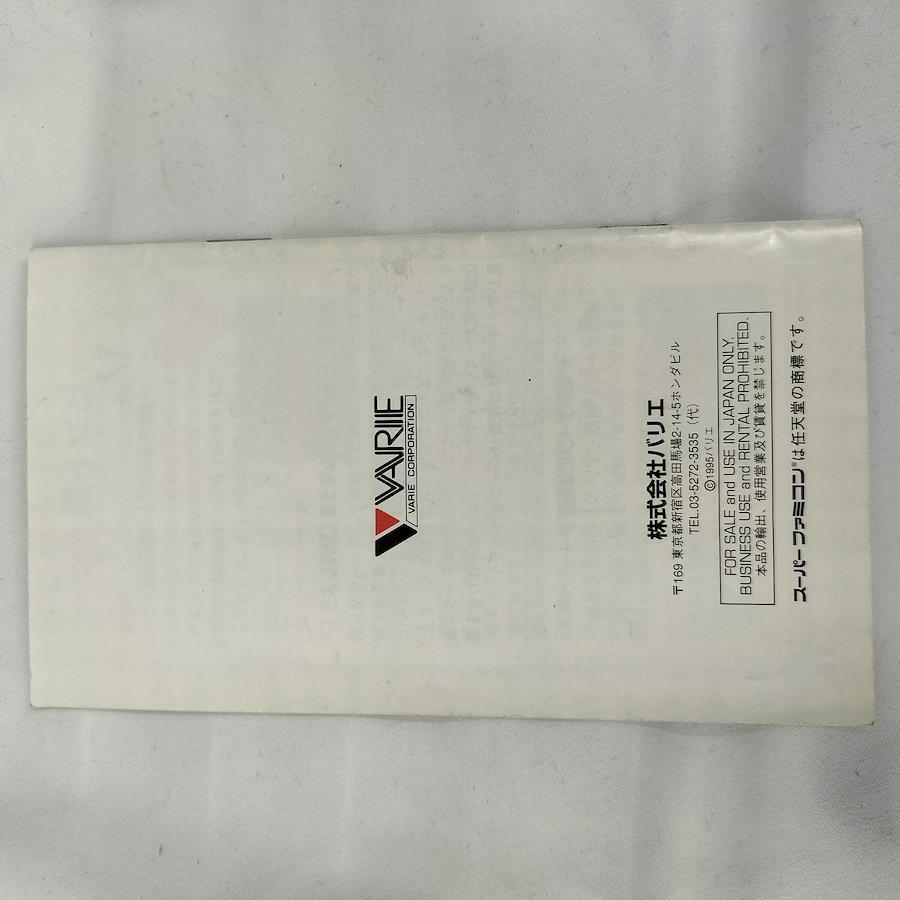 VARIE
VARIE CORPORATION
株式会社バリエ
〒169 東京都新宿区高田馬場2-14-5ホンダビル
TEL.03-5272-3535（代）
©1995バリエ
FOR SALE and USE IN JAPAN ONLY.
BUSINESS USE and RENTAL PROHIBITED.
本品の輸出、使用営業及び賃貸を禁じます。
スーパーファミコン®は任天堂の商標です。